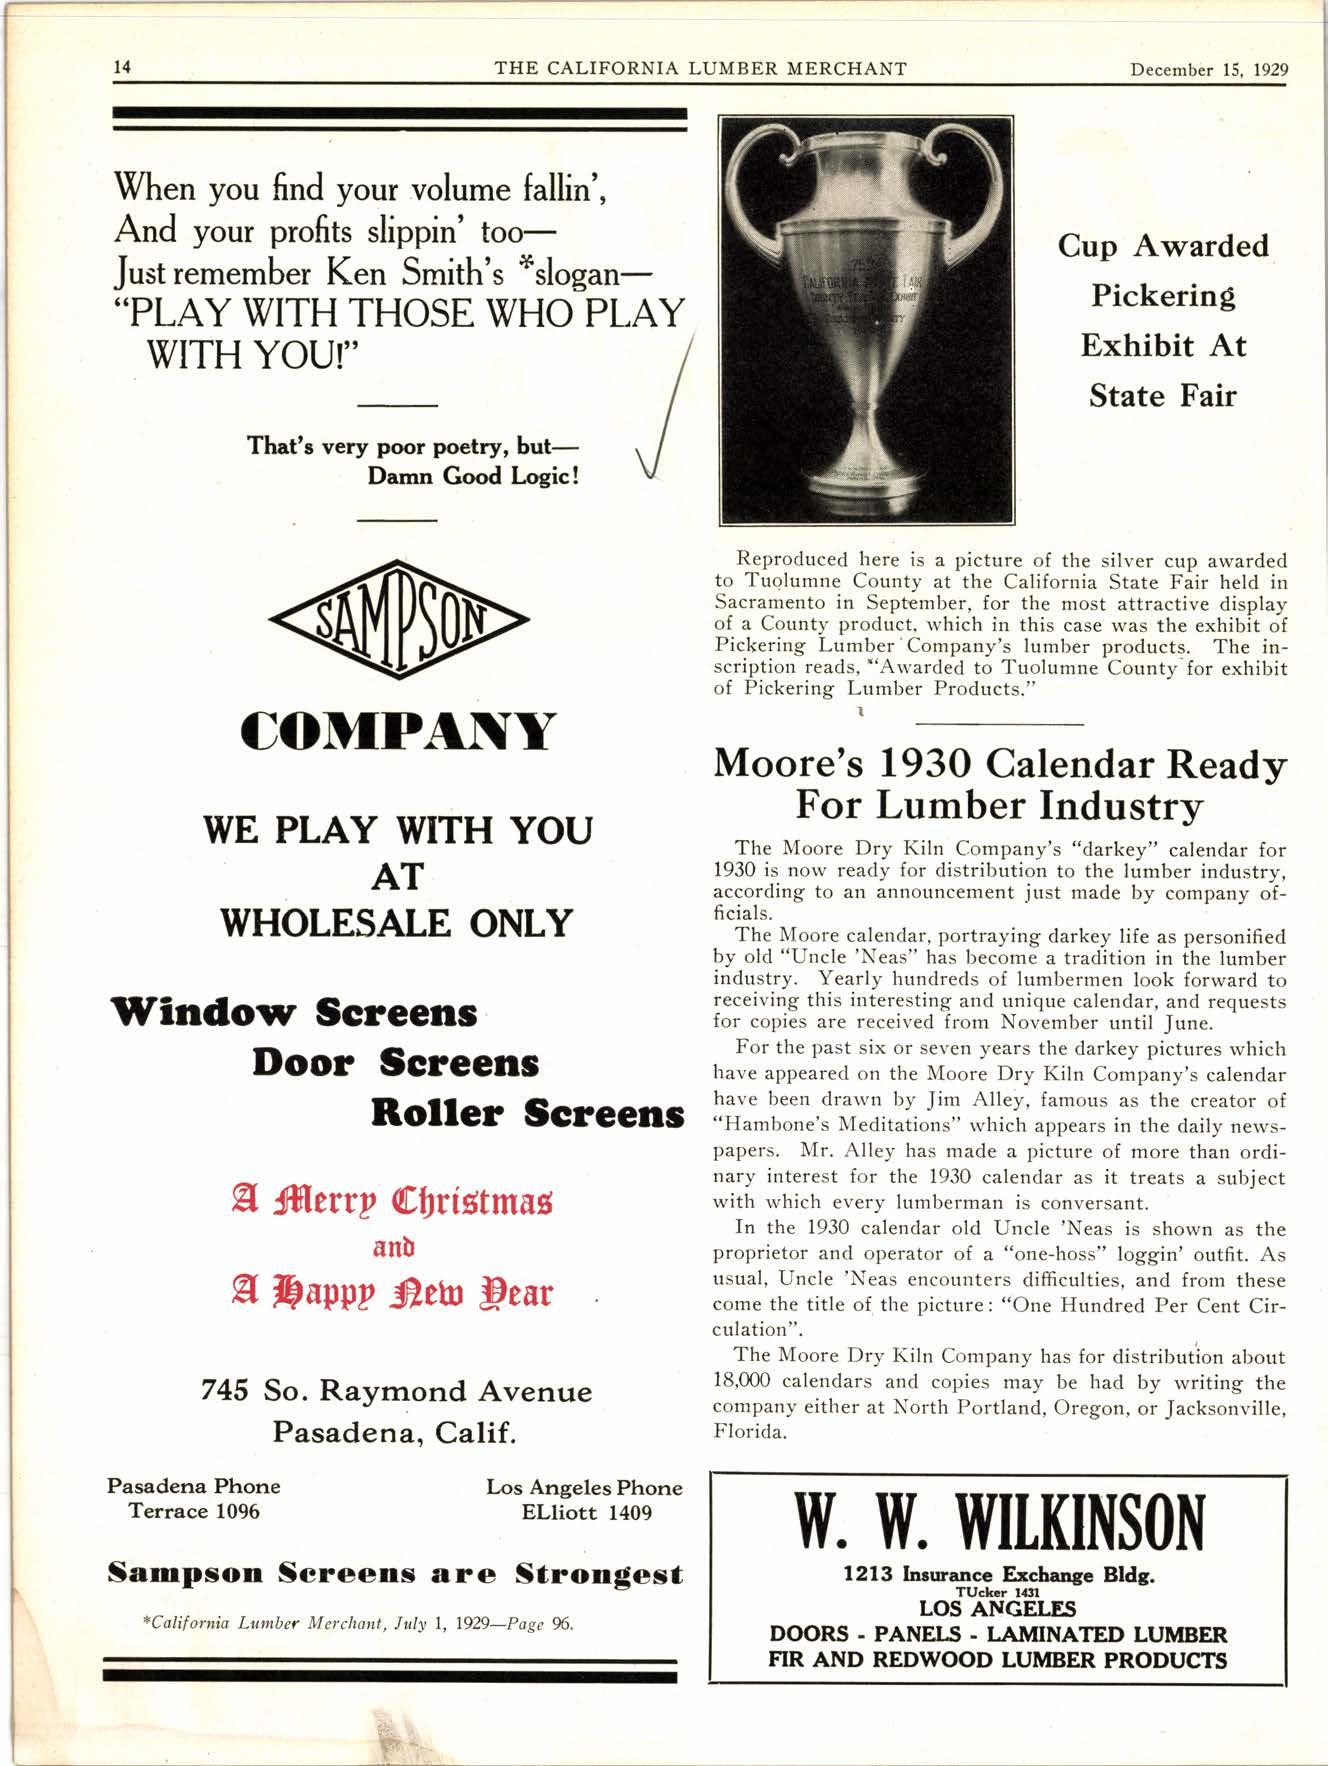 14
THE CALIFORNIA LUMBER MERCHANT
December 15, 1929
When you find your volume fallin',
And your profits slippin' too—
Just remember Ken Smith's *slogan—
"PLAY WITH THOSE WHO PLAY
WITH YOU!"
That's very poor poetry, but—
Damn Good Logic!
SAMPSON
COMPANY
WE PLAY WITH YOU
AT
WHOLESALE ONLY
Window Screens
Door Screens
Roller Screens
A Merry Christmas
and
A Happy New Year
745 So. Raymond Avenue
Pasadena, Calif.
Pasadena Phone
Terrace 1096
Los Angeles Phone
ELliott 1409
Sampson Screens are Strongest
*California Lumber Merchant, July 1, 1929—Page 96.
CALIFORNIA STATE FAIR
Cup Awarded
Pickering
Exhibit At
State Fair
Reproduced here is a picture of the silver cup awarded
to Tuolumne County at the California State Fair held in
Sacramento in September, for the most attractive display
of a County product, which in this case was the exhibit of
Pickering Lumber Company's lumber products. The in-
scription reads, "Awarded to Tuolumne County for exhibit
of Pickering Lumber Products."
Moore's 1930 Calendar Ready
For Lumber Industry
The Moore Dry Kiln Company's "darkey" calendar for
1930 is now ready for distribution to the lumber industry,
according to an announcement just made by company of-
ficials.
The Moore calendar, portraying darkey life as personified
by old "Uncle 'Neas" has become a tradition in the lumber
industry. Yearly hundreds of lumbermen look forward to
receiving this interesting and unique calendar, and requests
for copies are received from November until June.
For the past six or seven years the darkey pictures which
have appeared on the Moore Dry Kiln Company's calendar
have been drawn by Jim Alley, famous as the creator of
"Hambone's Meditations" which appears in the daily news-
papers. Mr. Alley has made a picture of more than ordi-
nary interest for the 1930 calendar as it treats a subject
with which every lumberman is conversant.
In the 1930 calendar old Uncle 'Neas is shown as the
proprietor and operator of a "one-hoss" loggin' outfit. As
usual, Uncle 'Neas encounters difficulties, and from these
come the title of the picture: "One Hundred Per Cent Cir-
culation".
The Moore Dry Kiln Company has for distribution about
18,000 calendars and copies may be had by writing the
company either at North Portland, Oregon, or Jacksonville,
Florida.
W. W. WILKINSON
1213 Insurance Exchange Bldg.
TUcker 1431
LOS ANGELES
DOORS - PANELS - LAMINATED LUMBER
FIR AND REDWOOD LUMBER PRODUCTS